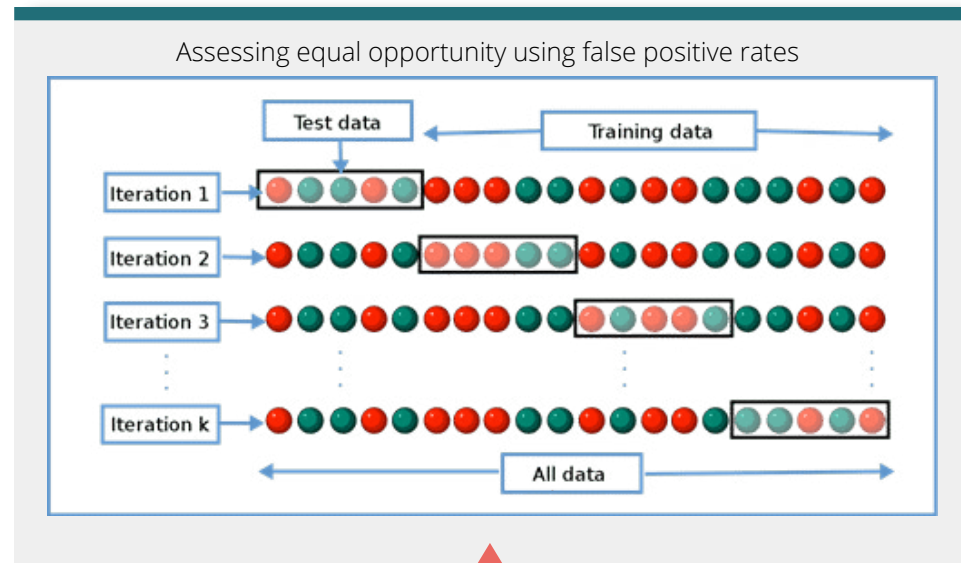 Assessing equal opportunity using false positive rates
Test data
Training data
Iteration 1
Iteration 2
Iteration 3
Iteration k
All data